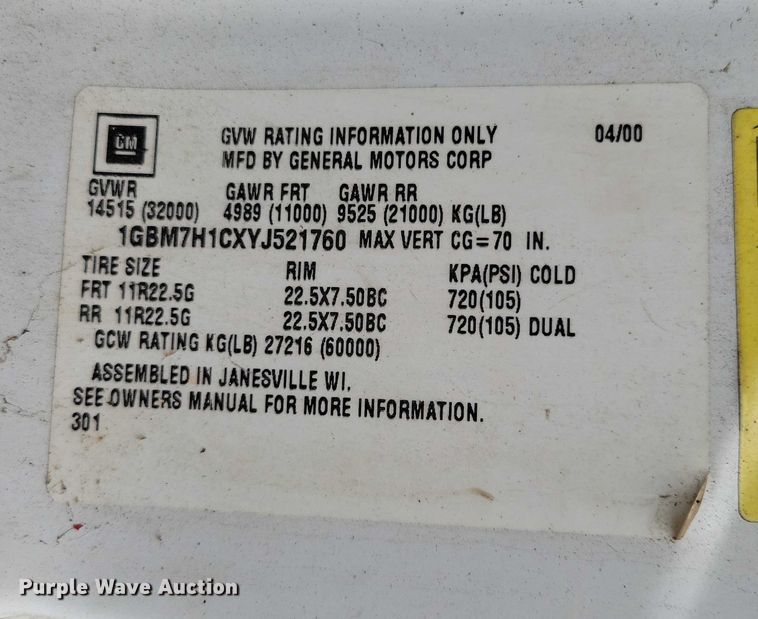 GM GVW RATING INFORMATION ONLY 04/00
MFD BY GENERAL MOTORS CORP
GVWR GAWR FRT GAWR RR
14515 (32000) 4989 (11000) 9525 (21000) KG(LB)
1GBM7H1CXYJ521760 MAX VERT CG=70 IN.
TIRE SIZE RIM KPA(PSI) COLD
FRT 11R22.5G 22.5X7.50BC 720(105)
RR 11R22.5G 22.5X7.50BC 720(105) DUAL
GCW RATING KG(LB) 27216 (60000)
ASSEMBLED IN JANESVILLE WI.
SEE OWNERS MANUAL FOR MORE INFORMATION.
301
Purple Wave Auction